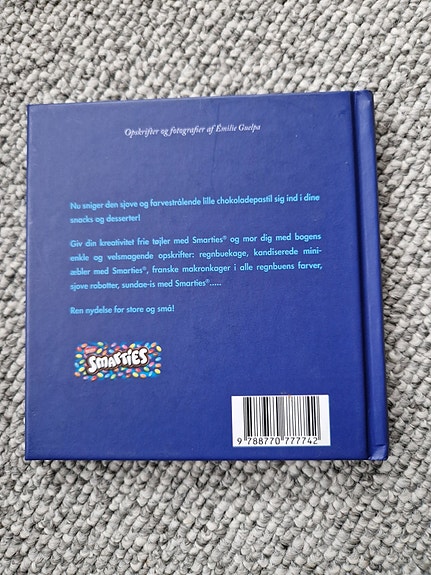 Opskrifter og fotografier af Émilie Guelpa
Nu sniger den sjove og farvestrålende lille chokoladepastil sig ind i dine
snacks og desserter!
Giv din kreativitet frie tøjler med Smarties® og mor dig med bogens
enkle og velsmagende opskrifter: regnbuekage, kandiserede mini-
æbler med Smarties®, franske makronkager i alle regnbuens farver,
sjove robotter, sundae-is med Smarties®.....
Ren nydelse for store og små!
SMARTIES
9 788770 777742